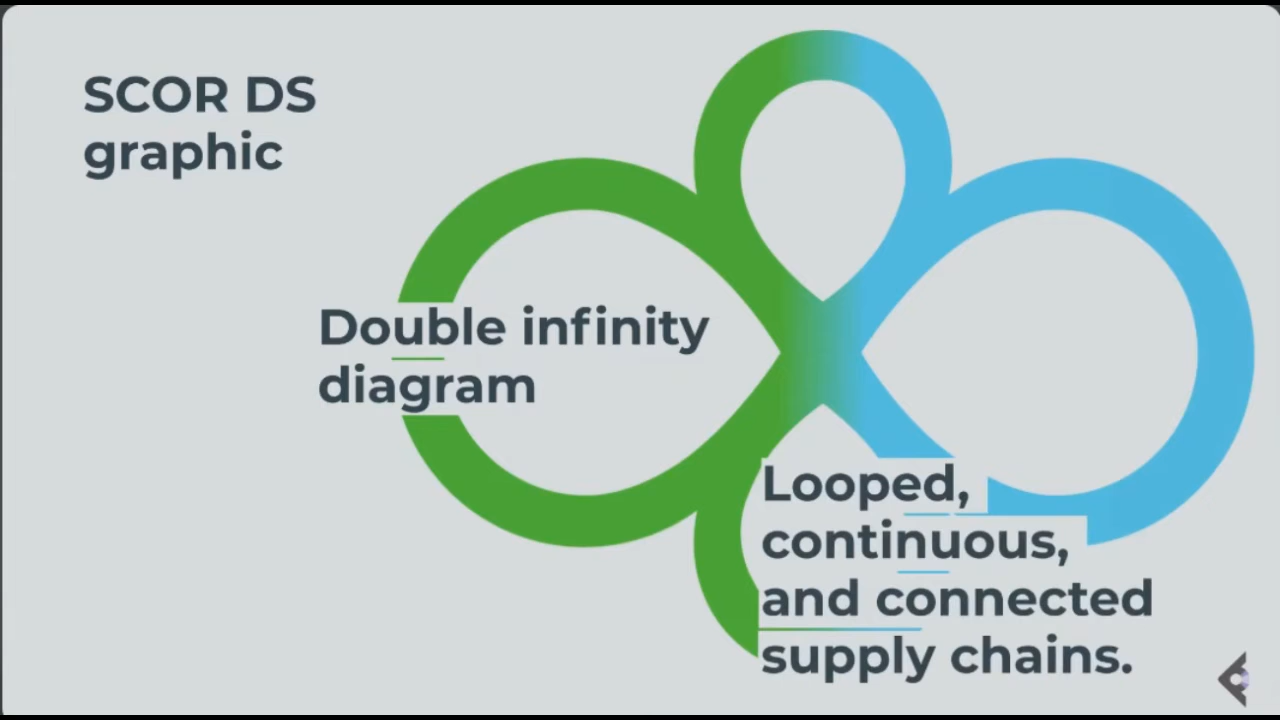 SCOR DS
graphic
Double infinity
diagram
Looped,
continuous,
and connected
supply chains.